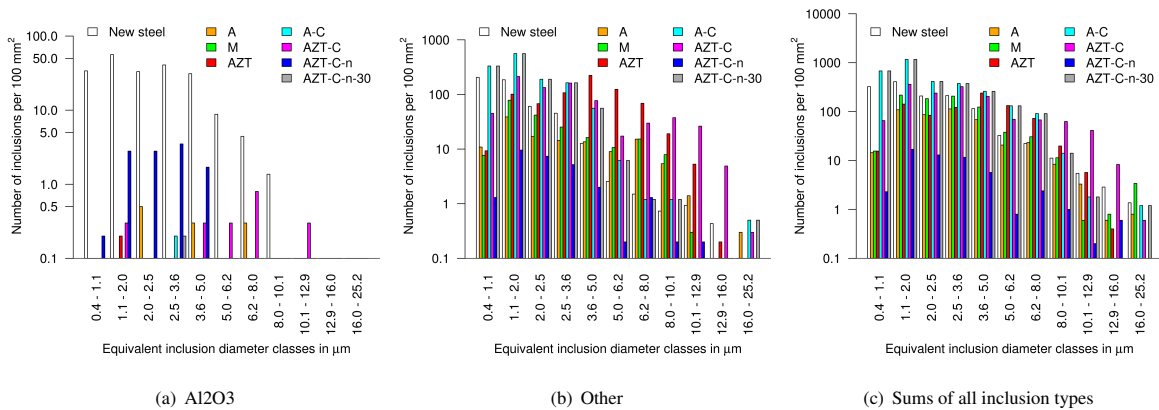 Number of inclusions per 100 mm²
100.0
50.0
10.0
5.0
1.0
0.5
0.1
New steel
A
M
AZT
A-C
AZT-C
AZT-C-n
AZT-C-n-30
0.4 - 1.1
1.1 - 2.0
2.0 - 2.5
2.5 - 3.6
3.6 - 5.0
5.0 - 6.2
6.2 - 8.0
8.0 - 10.1
10.1 - 12.9
12.9 - 16.0
16.0 - 25.2
Equivalent inclusion diameter classes in μm
(a) Al2O3
Number of inclusions per 100 mm²
1000
100
10
1
0.1
New steel
A
M
AZT
A-C
AZT-C
AZT-C-n
AZT-C-n-30
0.4 - 1.1
1.1 - 2.0
2.0 - 2.5
2.5 - 3.6
3.6 - 5.0
5.0 - 6.2
6.2 - 8.0
8.0 - 10.1
10.1 - 12.9
12.9 - 16.0
16.0 - 25.2
Equivalent inclusion diameter classes in μm
(b) Other
Number of inclusions per 100 mm²
10000
1000
100
10
1
0.1
New steel
A
M
AZT
A-C
AZT-C
AZT-C-n
AZT-C-n-30
0.4 - 1.1
1.1 - 2.0
2.0 - 2.5
2.5 - 3.6
3.6 - 5.0
5.0 - 6.2
6.2 - 8.0
8.0 - 10.1
10.1 - 12.9
12.9 - 16.0
16.0 - 25.2
Equivalent inclusion diameter classes in μm
(c) Sums of all inclusion types